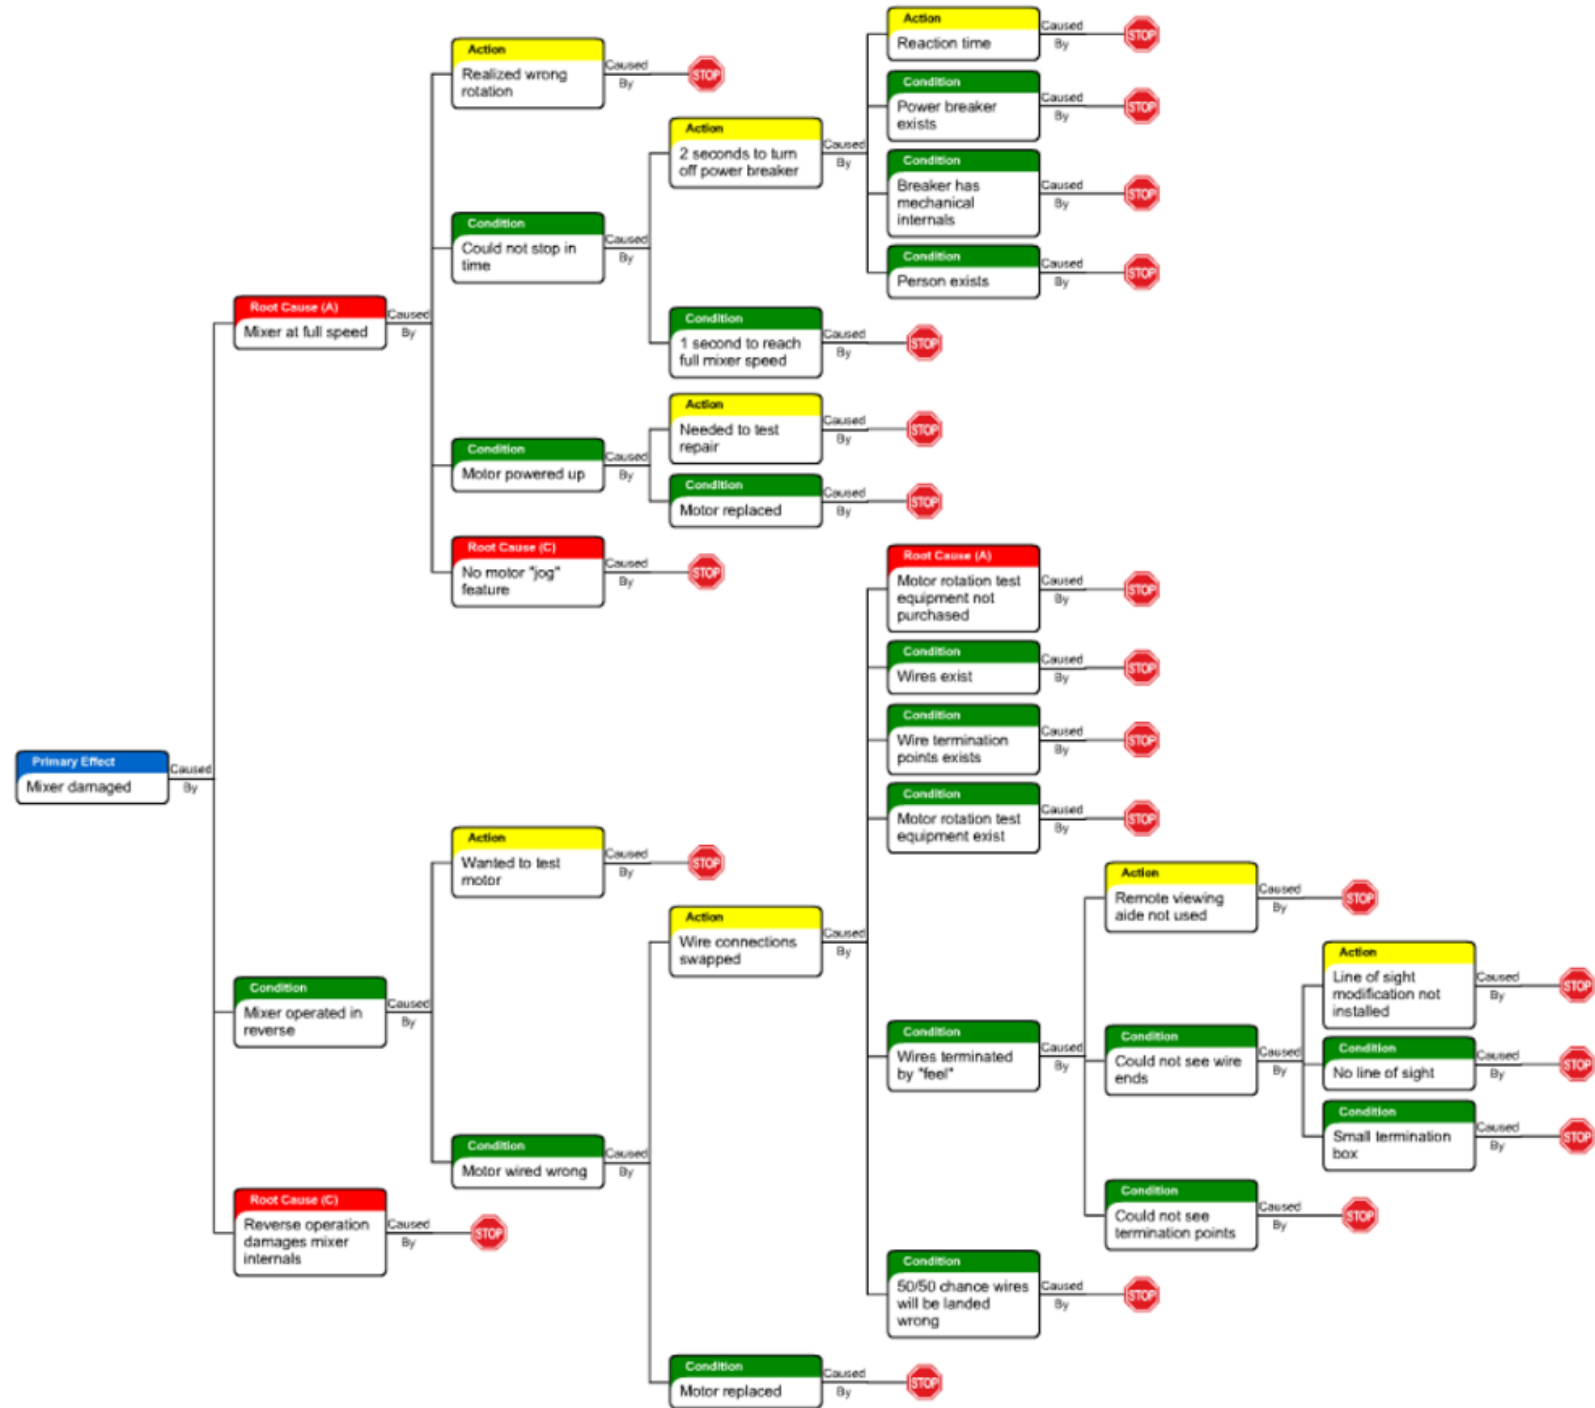 Primary Effect
Mixer damaged
Caused
By
Root Cause (A)
Mixer at full speed
Caused
By
Action
Realized wrong
rotation
Caused
By
STOP
Condition
Could not stop in
time
Caused
By
Action
2 seconds to turn
off power breaker
Caused
By
Action
Reaction time
Caused
By
STOP
Condition
Power breaker
exists
Caused
By
STOP
Condition
Breaker has
mechanical
internals
Caused
By
STOP
Condition
Person exists
Caused
By
STOP
Condition
1 second to reach
full mixer speed
Caused
By
STOP
Condition
Motor powered up
Caused
By
Action
Needed to test
repair
Caused
By
STOP
Condition
Motor replaced
Caused
By
STOP
Root Cause (C)
No motor "jog"
feature
Caused
By
STOP
Condition
Mixer operated in
reverse
Caused
By
Action
Wanted to test
motor
Caused
By
STOP
Condition
Motor wired wrong
Caused
By
Action
Wire connections
swapped
Caused
By
Root Cause (A)
Motor rotation test
equipment not
purchased
Caused
By
STOP
Condition
Wires exist
Caused
By
STOP
Condition
Wire termination
points exists
Caused
By
STOP
Condition
Motor rotation test
equipment exist
Caused
By
STOP
Condition
Wires terminated
by "feel"
Caused
By
Action
Remote viewing
aide not used
Caused
By
STOP
Condition
Could not see wire
ends
Caused
By
Action
Line of sight
modification not
installed
Caused
By
STOP
Condition
No line of sight
Caused
By
STOP
Condition
Small termination
box
Caused
By
STOP
Condition
Could not see
termination points
Caused
By
STOP
Condition
50/50 chance wires
will be landed
wrong
Caused
By
STOP
Condition
Motor replaced
Caused
By
STOP
Root Cause (C)
Reverse operation
damages mixer
internals
Caused
By
STOP